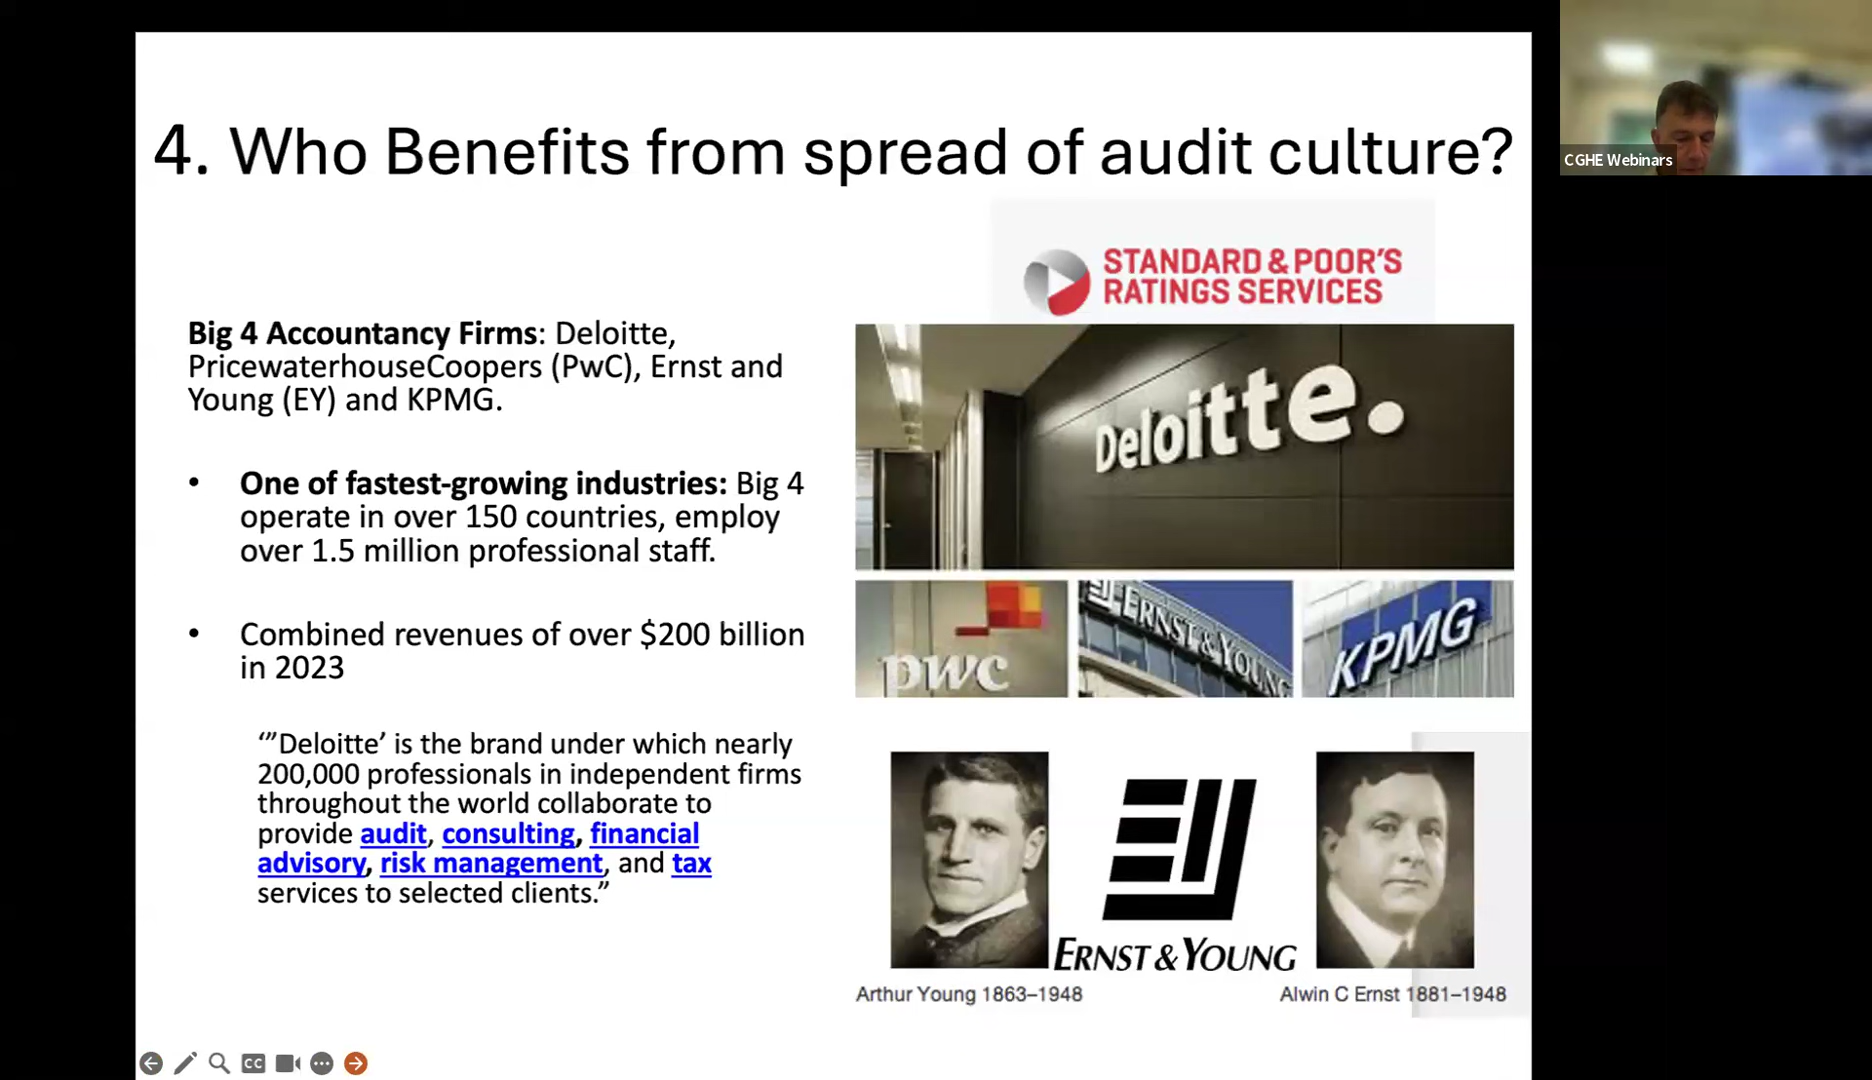 4. Who Benefits from spread of audit culture?
CGHE Webinars
STANDARD & POOR'S
RATINGS SERVICES
Big 4 Accountancy Firms: Deloitte,
PricewaterhouseCoopers (PwC), Ernst and
Young (EY) and KPMG.
• One of fastest-growing industries: Big 4
operate in over 150 countries, employ
over 1.5 million professional staff.
• Combined revenues of over $200 billion
in 2023
‘”Deloitte’ is the brand under which nearly
200,000 professionals in independent firms
throughout the world collaborate to
provide audit, consulting, financial
advisory, risk management, and tax
services to selected clients.”
Deloitte.
pwc
ERNST & YOUNG
KPMG
EY
ERNST & YOUNG
Arthur Young 1863–1948
Alwin C Ernst 1881–1948
CC